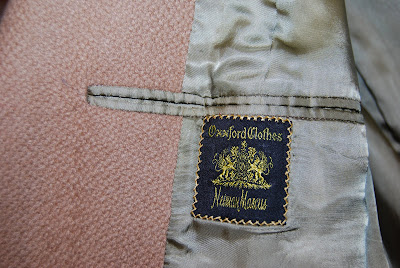 Oxxford Clothes
Neiman Marcus